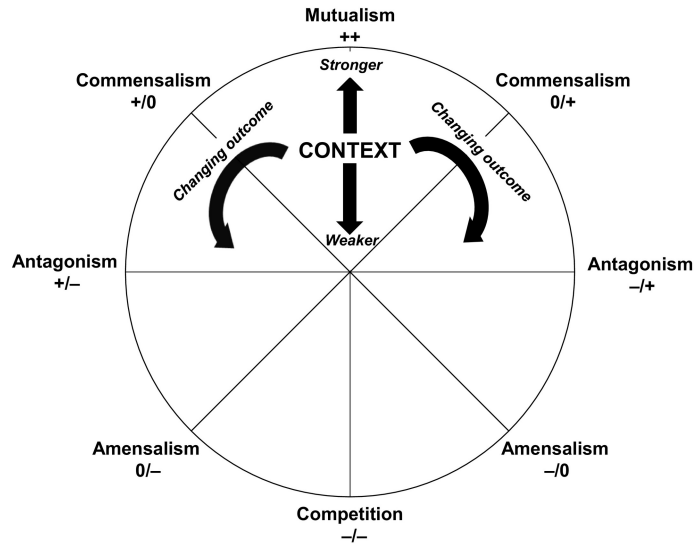 Mutualism
++
Stronger
Commensalism
+/0
Commensalism
0/+
Changing outcome
CONTEXT
Changing outcome
Weaker
Antagonism
+/–
Antagonism
–/+
Amensalism
0/–
Amensalism
–/0
Competition
–/–